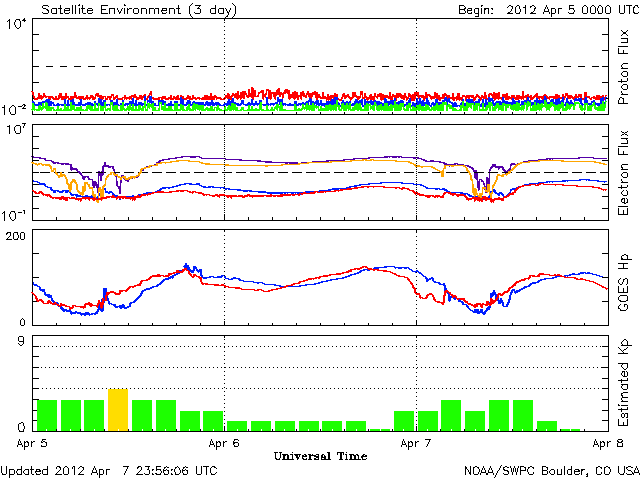 Satellite Environment (3 day) Begin: 2012 Apr 5 0000 UTC
10⁴
10⁻²
Proton Flux
10⁷
10⁻¹
Electron Flux
200
0
GOES Hp
9
0
Estimated Kp
Apr 5 Apr 6 Apr 7 Apr 8
Universal Time
Updated 2012 Apr 7 23:56:06 UTC NOAA/SWPC Boulder, CO USA